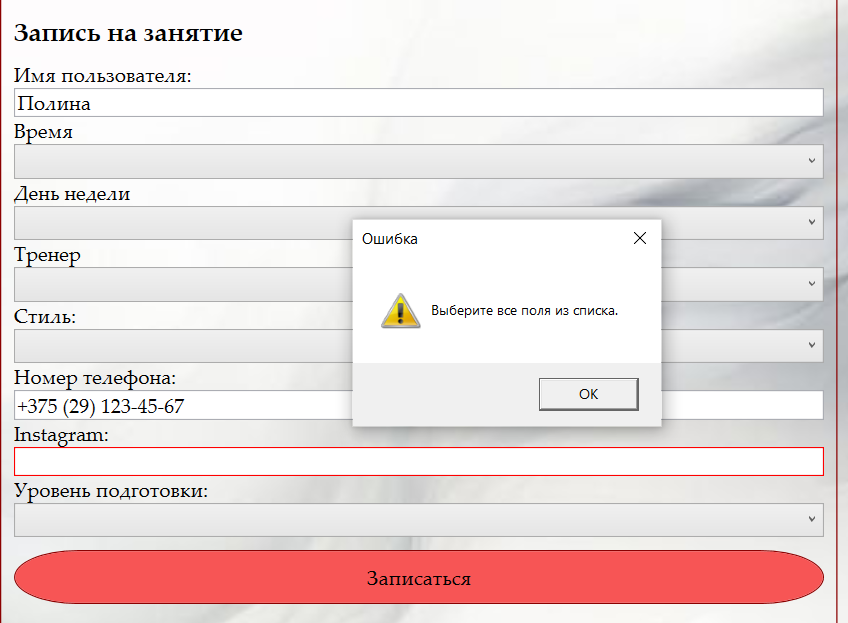 Запись на занятие
Имя пользователя:
Полина
Время
День недели
Тренер
Стиль:
Номер телефона:
+375 (29) 123-45-67
Instagram:
Уровень подготовки:
Записаться
Ошибка
Выберите все поля из списка.
OK